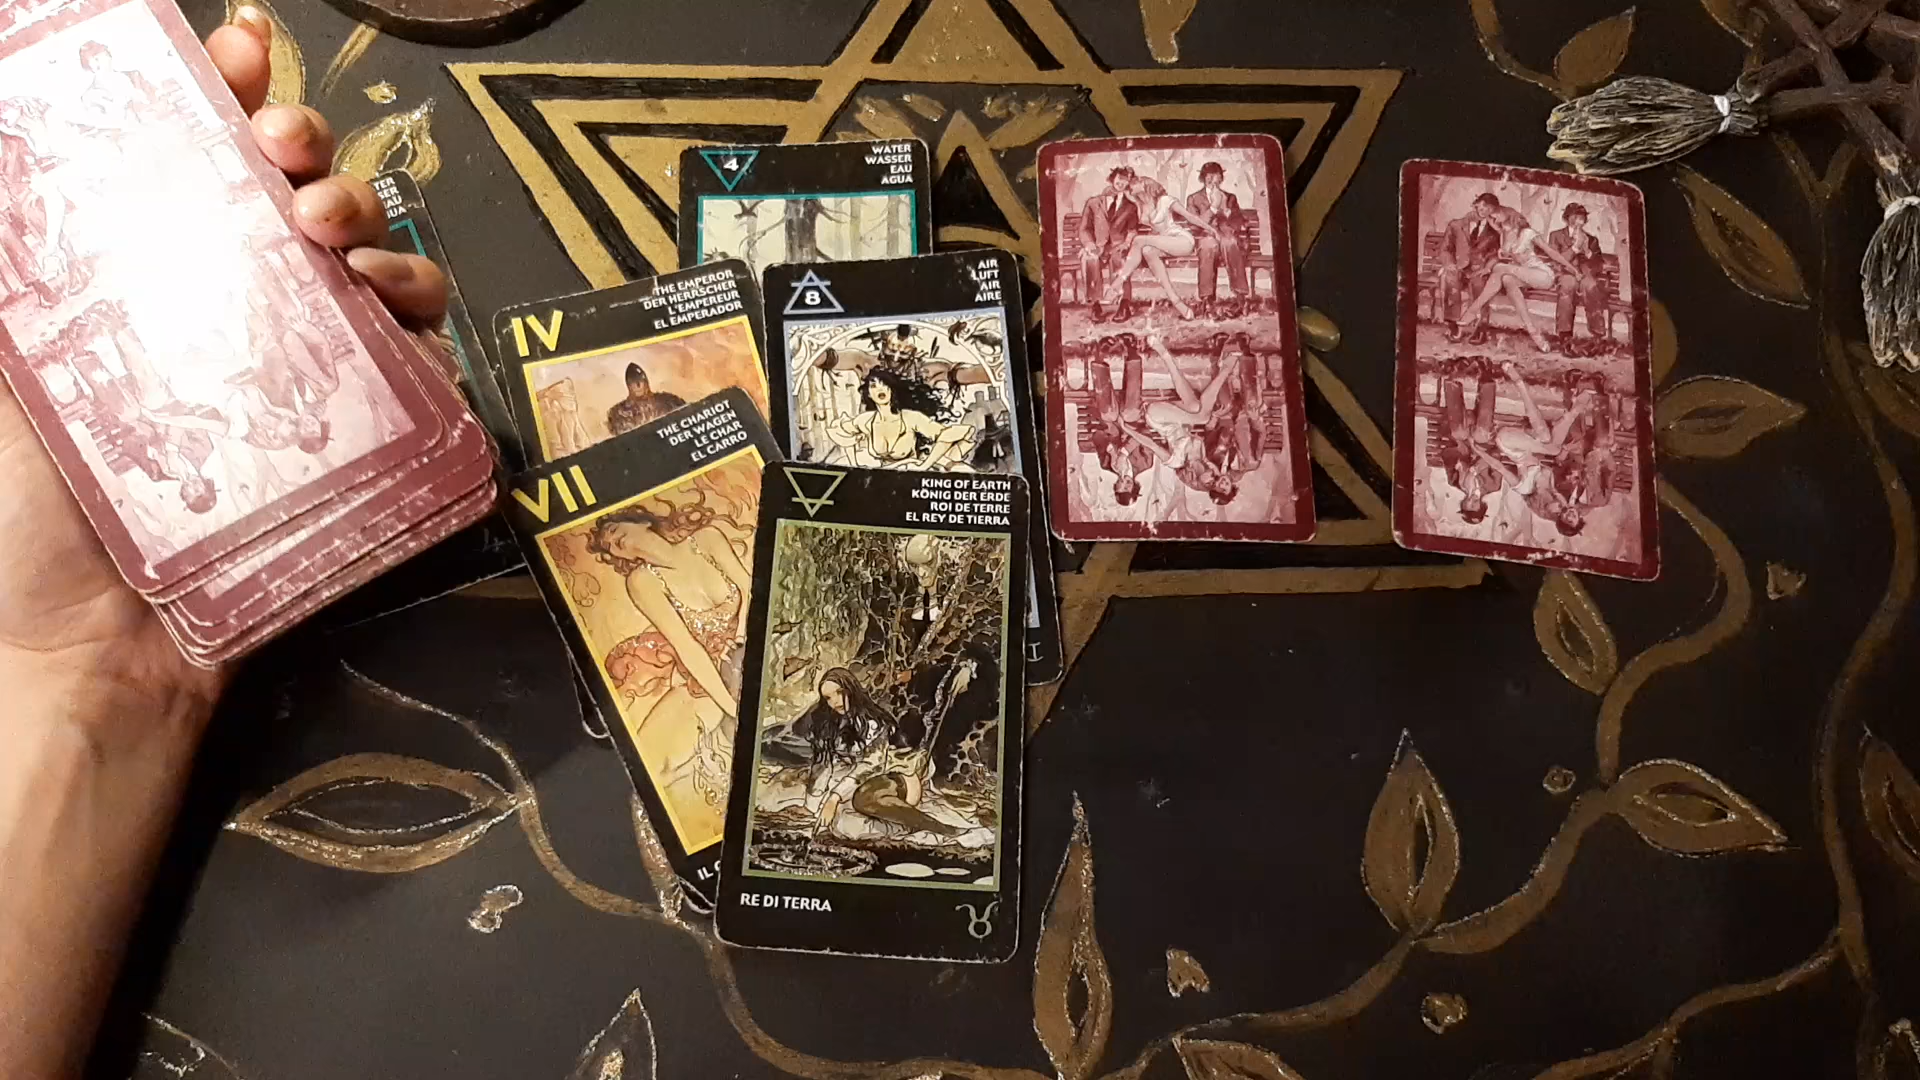 4
WATER
WASSER
EAU
AGUA
IV
THE EMPEROR
DER HERRSCHER
L'EMPEREUR
EL EMPERADOR
8
AIR
LUFT
AIR
AIRE
VII
THE CHARIOT
DER WAGEN
LE CHAR
EL CARRO
IL
KING OF EARTH
KÖNIG DER ERDE
ROI DE TERRE
EL REY DE TIERRA
RE DI TERRA